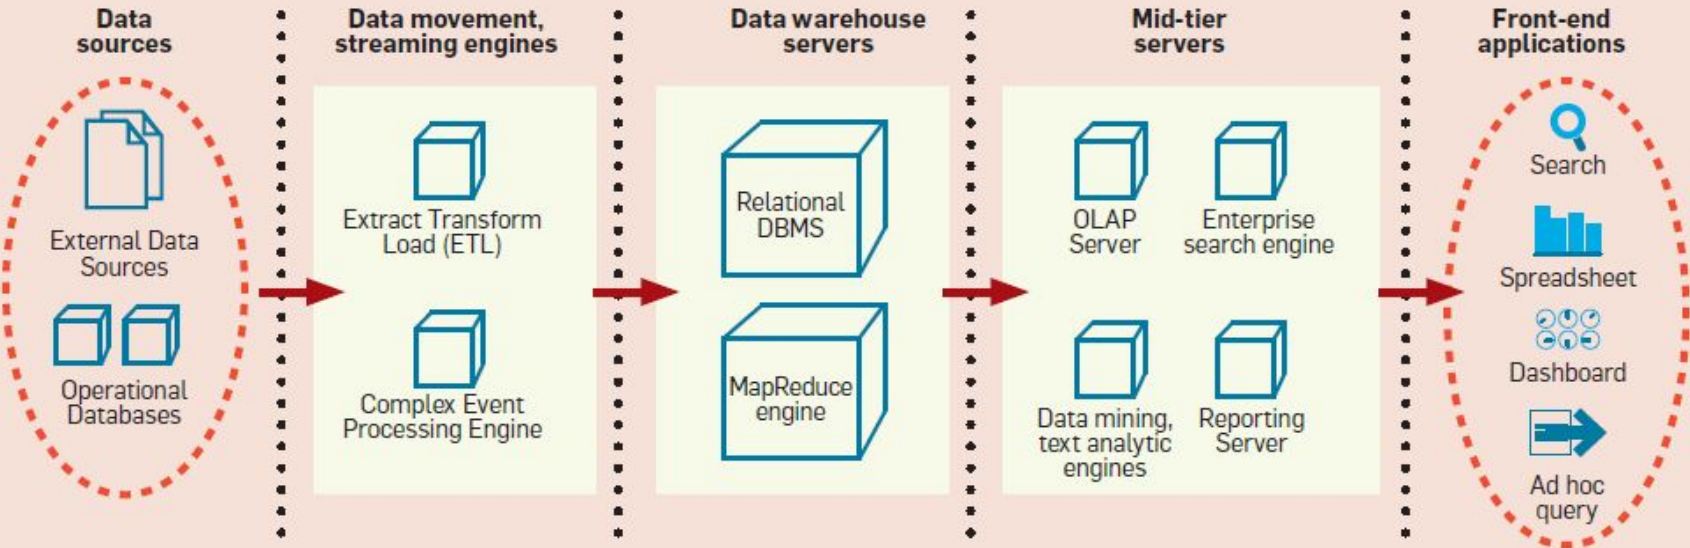 Data
sources
Data movement,
streaming engines
Data warehouse
servers
Mid-tier
servers
Front-end
applications
External Data
Sources
Operational
Databases
Extract Transform
Load (ETL)
Complex Event
Processing Engine
Relational
DBMS
MapReduce
engine
OLAP
Server
Enterprise
search engine
Data mining,
text analytic
engines
Reporting
Server
Search
Spreadsheet
Dashboard
Ad hoc
query